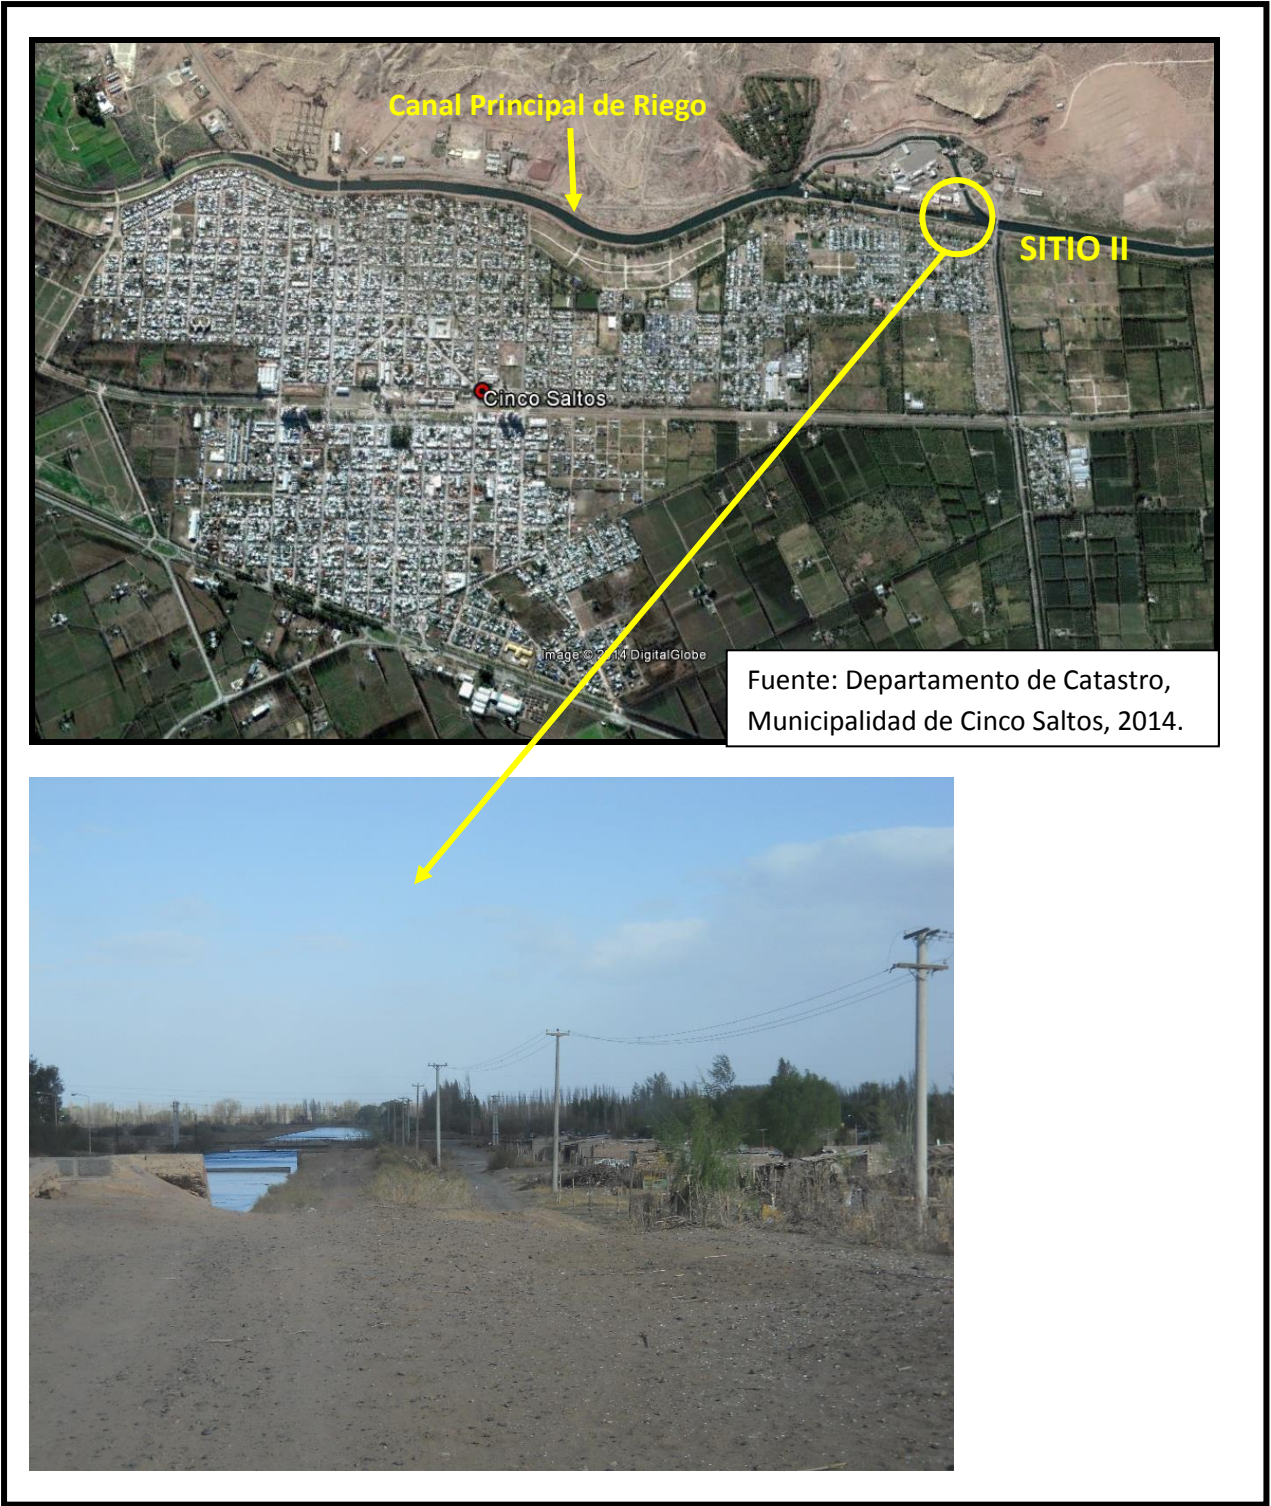 Canal Principal de Riego
SITIO II
Cinco Saltos
Image © 2014 DigitalGlobe
Fuente: Departamento de Catastro,
Municipalidad de Cinco Saltos, 2014.